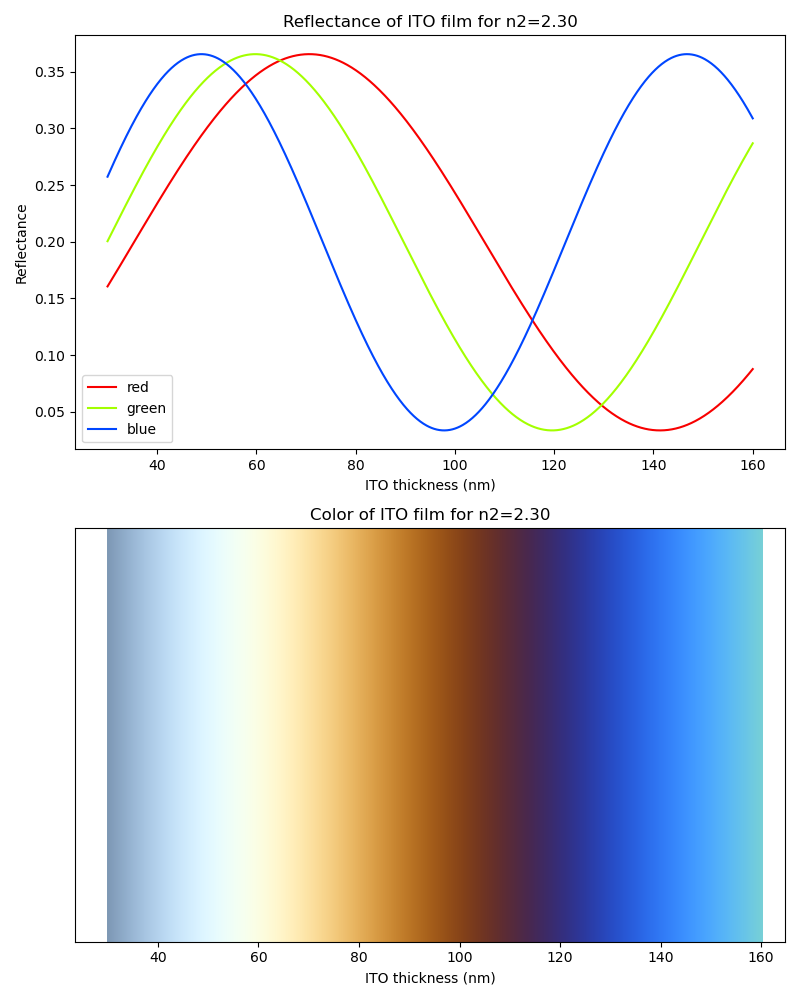 Reflectance of ITO film for n2=2.30
Reflectance
0.35
0.30
0.25
0.20
0.15
0.10
0.05
red
green
blue
40 60 80 100 120 140 160
ITO thickness (nm)
Color of ITO film for n2=2.30
40 60 80 100 120 140 160
ITO thickness (nm)